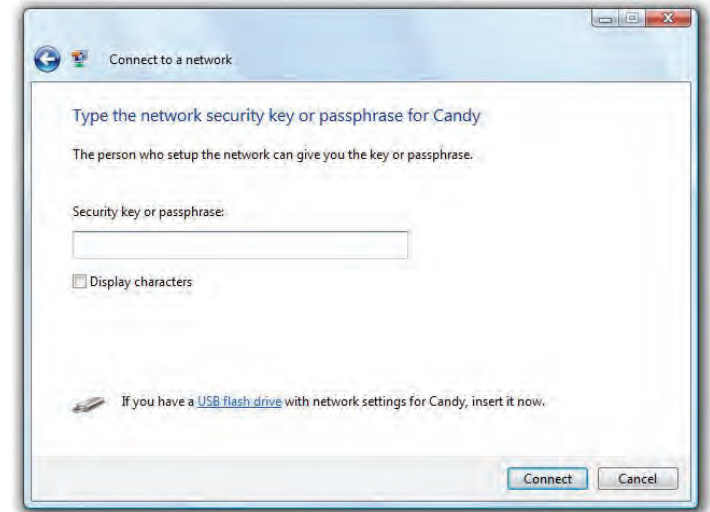 Connect to a network
Type the network security key or passphrase for Candy
The person who setup the network can give you the key or passphrase.
Security key or passphrase:
Display characters
If you have a USB flash drive with network settings for Candy, insert it now.
Connect Cancel